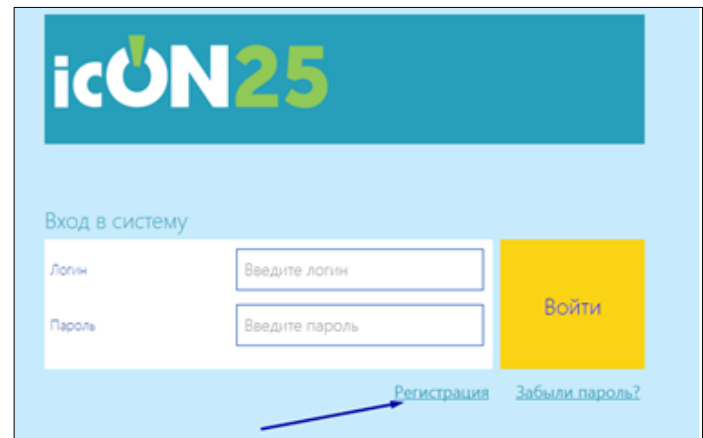 icON25
Вход в систему
Логин
Введите логин
Пароль
Введите пароль
Войти
Регистрация
Забыли пароль?